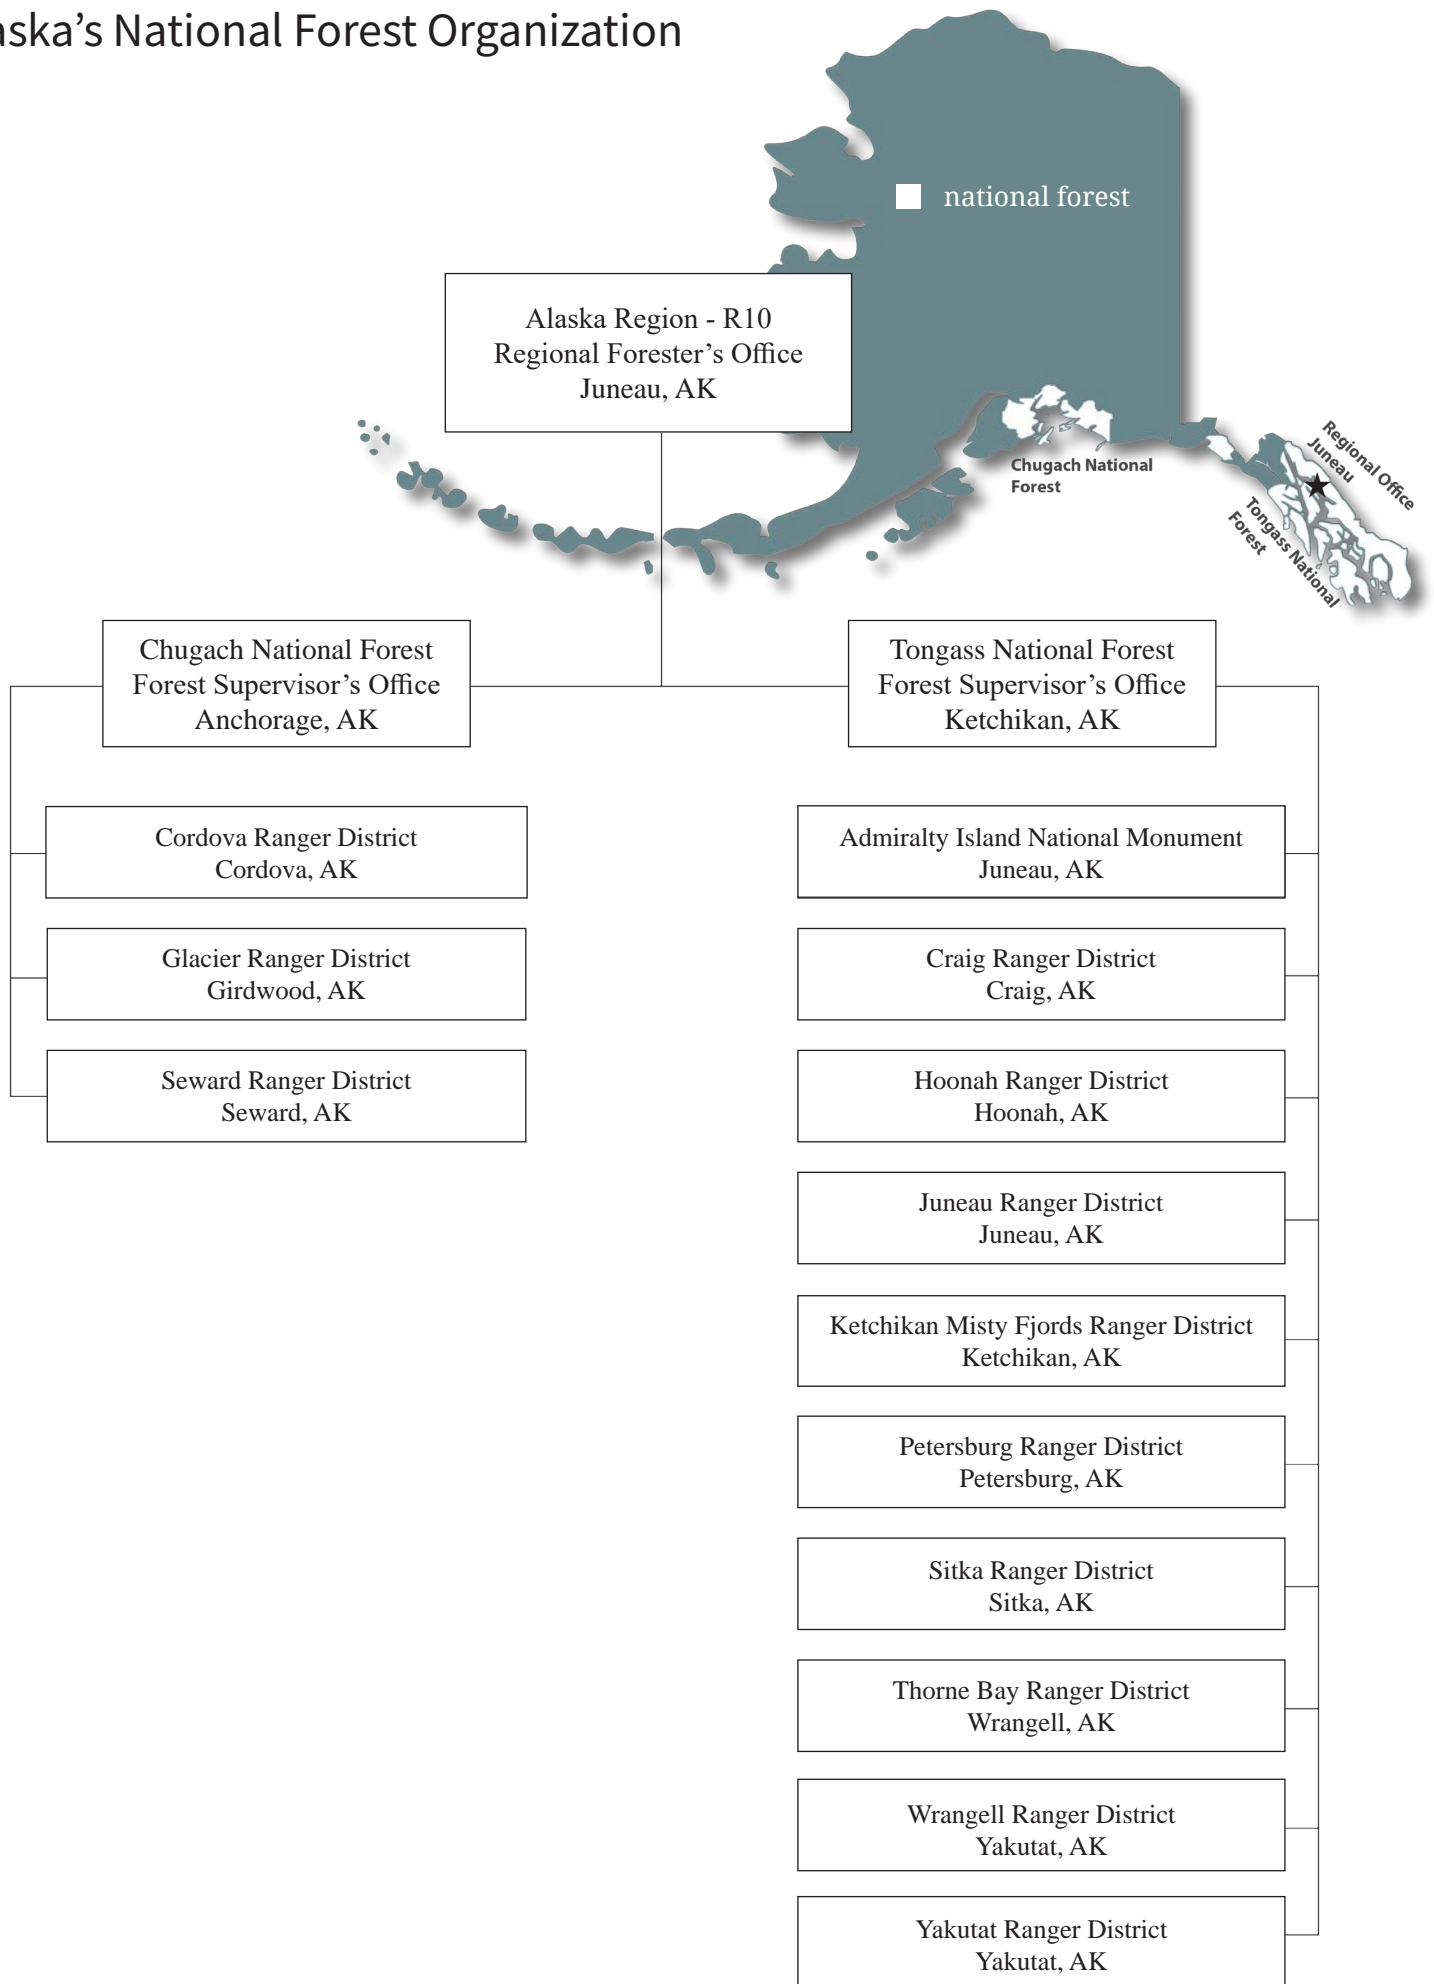 aska’s National Forest Organization
national forest
Alaska Region - R10
Regional Forester’s Office
Juneau, AK
Chugach National
Forest
Regional Office
Juneau
Tongass National
Forest
Chugach National Forest
Forest Supervisor’s Office
Anchorage, AK
Tongass National Forest
Forest Supervisor’s Office
Ketchikan, AK
Cordova Ranger District
Cordova, AK
Glacier Ranger District
Girdwood, AK
Seward Ranger District
Seward, AK
Admiralty Island National Monument
Juneau, AK
Craig Ranger District
Craig, AK
Hoonah Ranger District
Hoonah, AK
Juneau Ranger District
Juneau, AK
Ketchikan Misty Fjords Ranger District
Ketchikan, AK
Petersburg Ranger District
Petersburg, AK
Sitka Ranger District
Sitka, AK
Thorne Bay Ranger District
Wrangell, AK
Wrangell Ranger District
Yakutat, AK
Yakutat Ranger District
Yakutat, AK